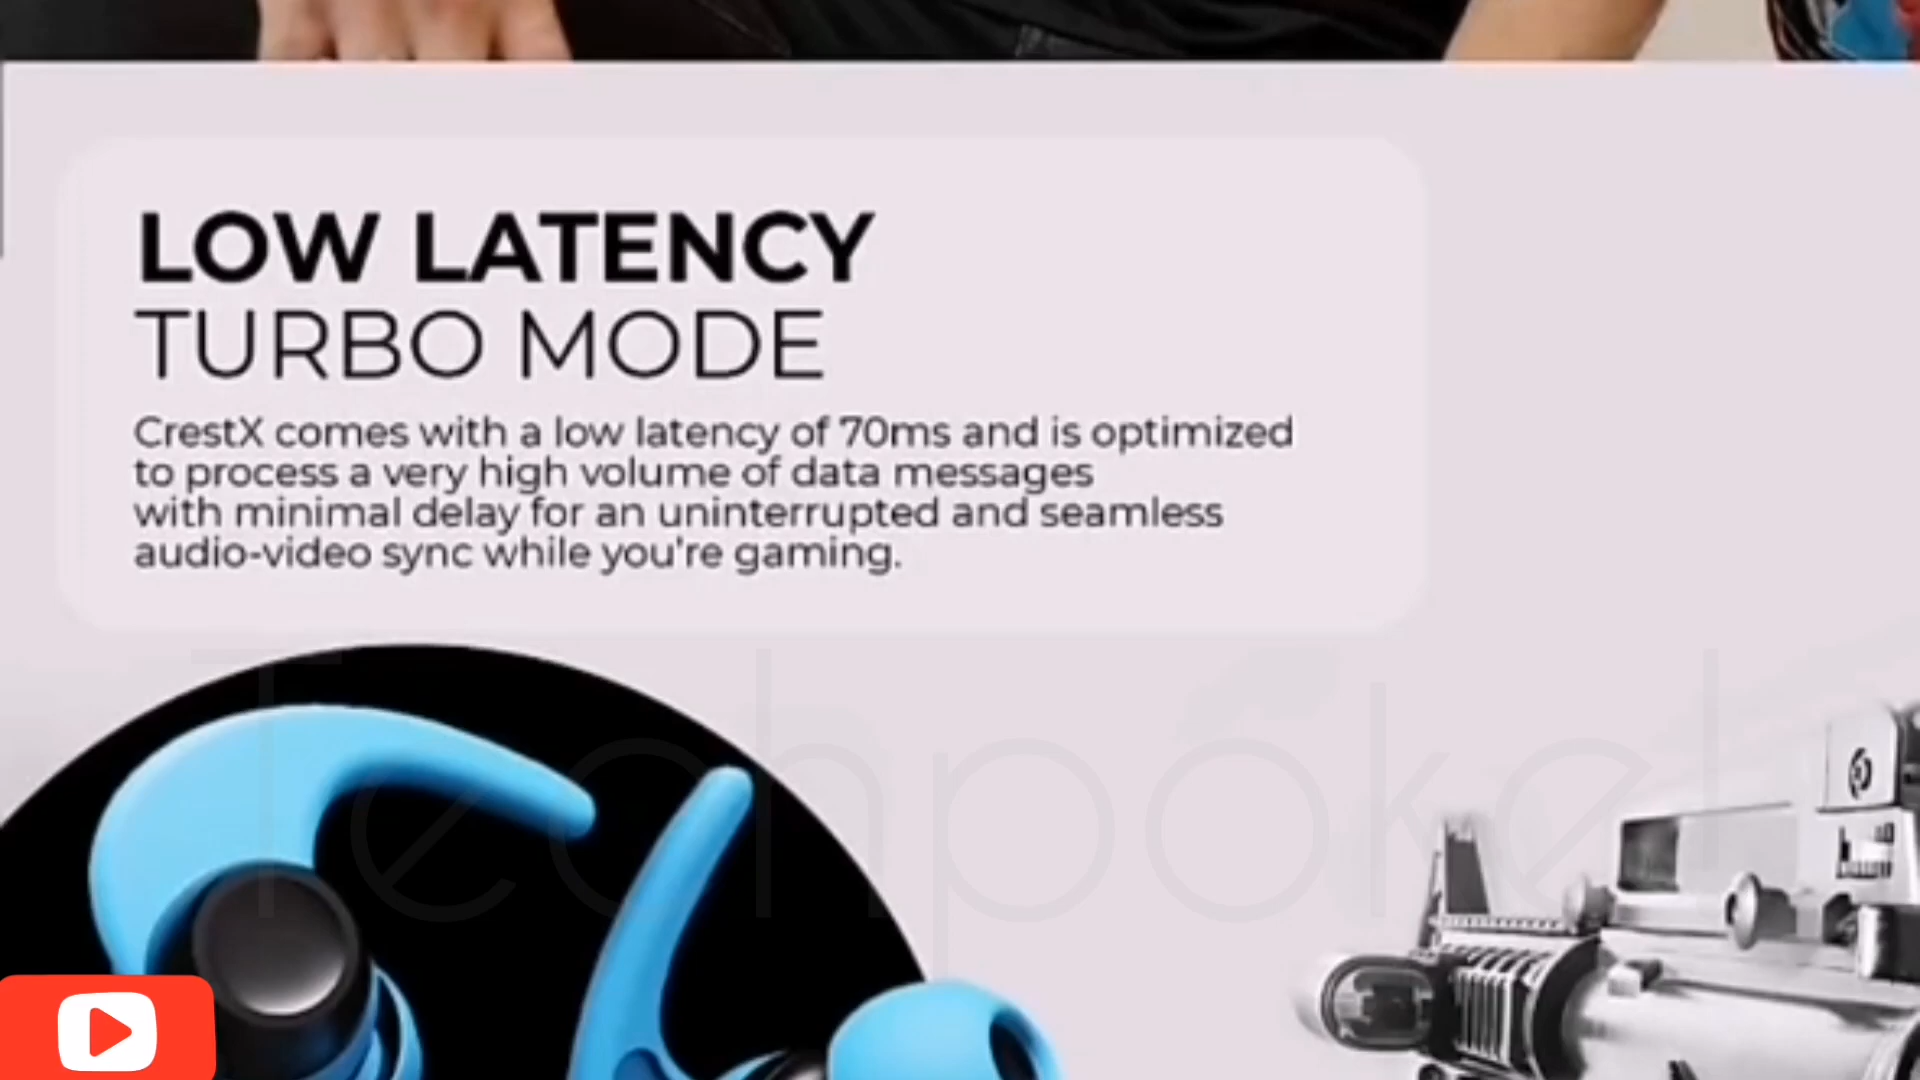 LOW LATENCY
TURBO MODE
CrestX comes with a low latency of 70ms and is optimized
to process a very high volume of data messages
with minimal delay for an uninterrupted and seamless
audio-video sync while you're gaming.
Techpoket